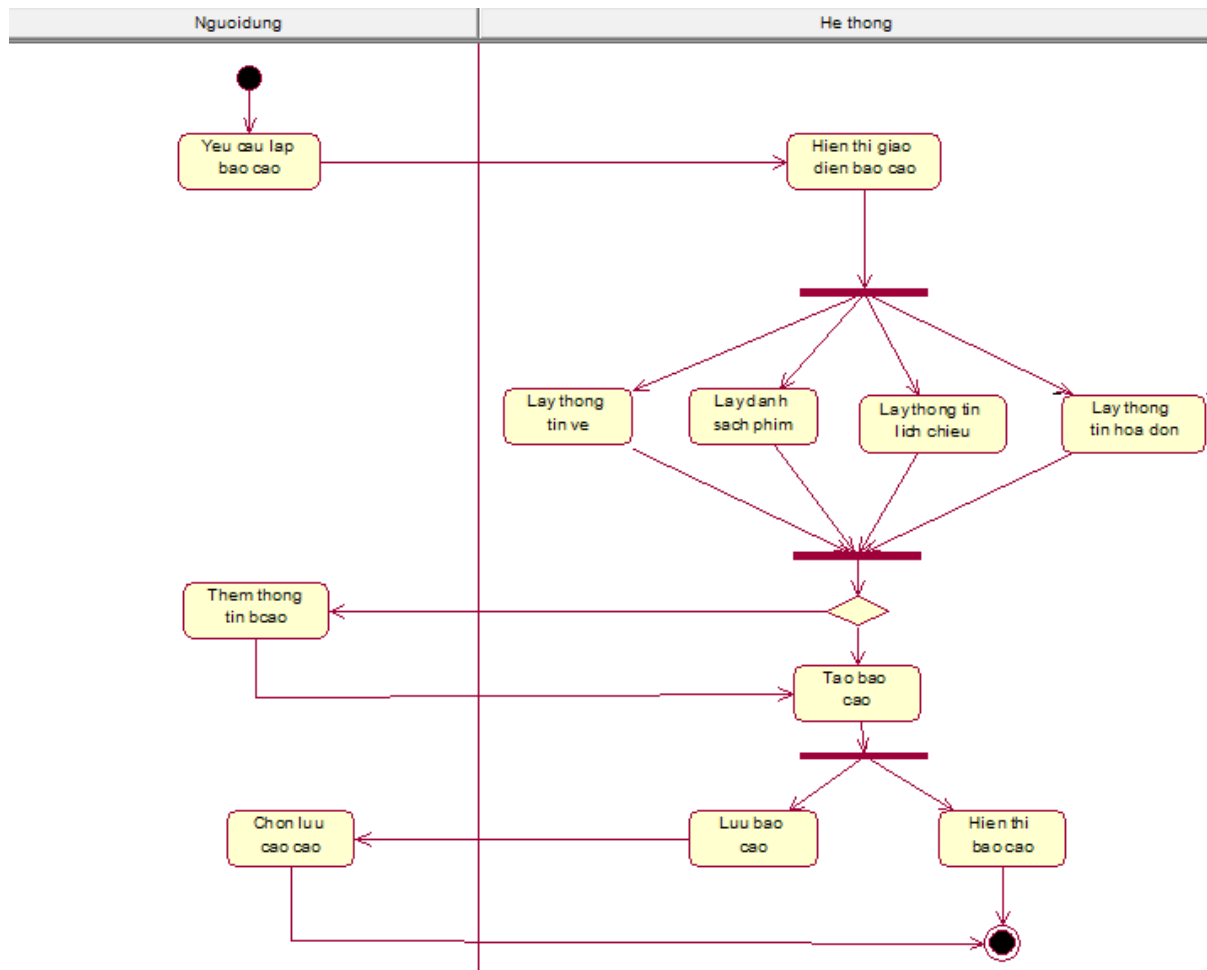 Nguoidung
He thong
Yeu cau lap
bao cao
Hien thi giao
dien bao cao
Lay thong
tin ve
Lay danh
sach phim
Lay thong tin
lich chieu
Lay thong
tin hoa don
Them thong
tin bcao
Tao bao
cao
Chon luu
cao cao
Luu bao
cao
Hien thi
bao cao